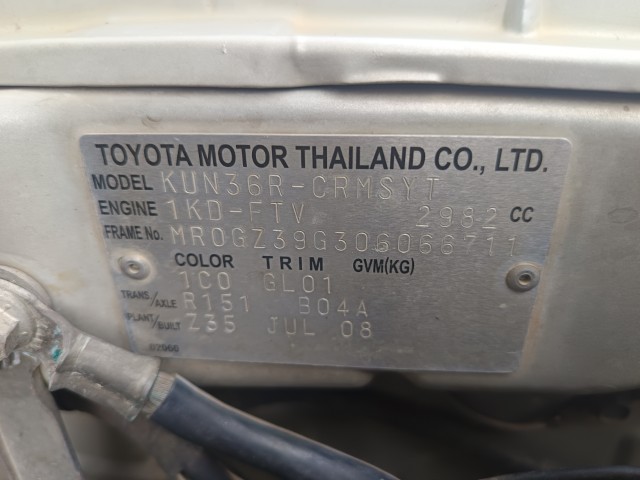 TOYOTA MOTOR THAILAND CO., LTD.
MODEL KUN36R-CRMSYT
ENGINE 1KD-FTV 2982 CC
FRAME No. MR0GZ39G306066711
COLOR TRIM GVM(KG)
1C0 GL01
TRANS./AXLE R151 B04A
PLANT/BUILT Z35 JUL 08
02060